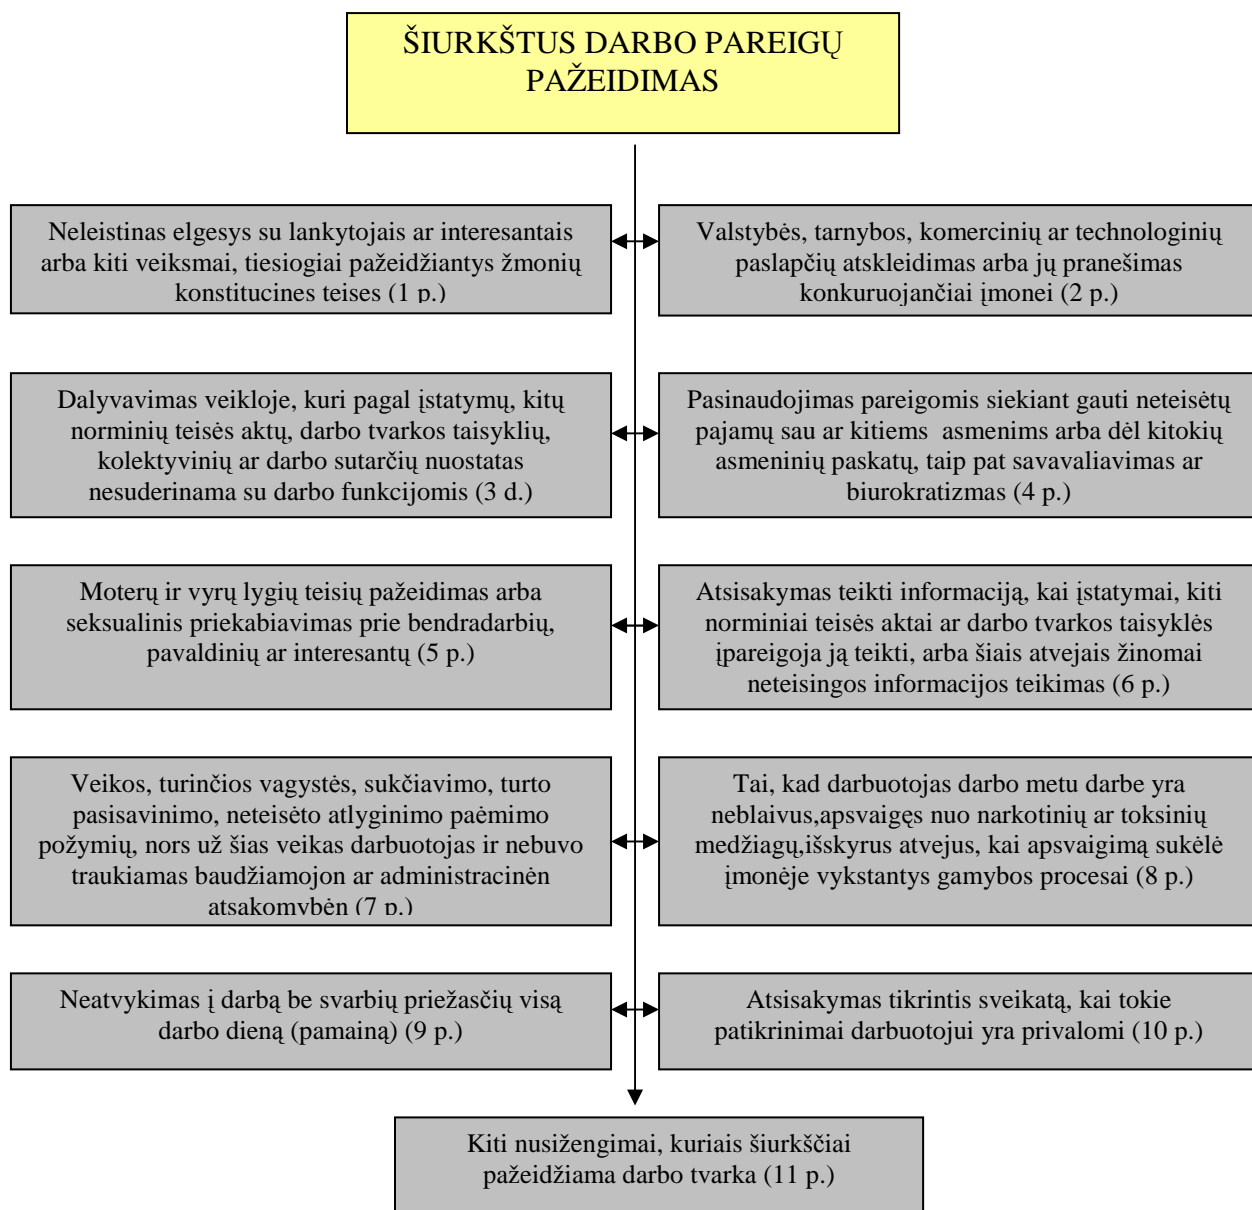 ŠIURKŠTUS DARBO PAREIGŲ
PAŽEIDIMAS
Neleistinas elgesys su lankytojais ar interesantais
arba kiti veiksmai, tiesiogiai pažeidžiantys žmonių
konstitucines teises (1 p.)
Valstybės, tarnybos, komercinių ar technologinių
paslapčių atskleidimas arba jų pranešimas
konkuruojančiai įmonei (2 p.)
Dalyvavimas veikloje, kuri pagal įstatymų, kitų
norminių teisės aktų, darbo tvarkos taisyklių,
kolektyvinių ar darbo sutarčių nuostatas
nesuderinama su darbo funkcijomis (3 d.)
Pasinaudojimas pareigomis siekiant gauti neteisėtų
pajamų sau ar kitiems  asmenims arba dėl kitokių
asmeninių paskatų, taip pat savavaliavimas ar
biurokratizmas (4 p.)
Moterų ir vyrų lygių teisių pažeidimas arba
seksualinis priekabiavimas prie bendradarbių,
pavaldinių ar interesantų (5 p.)
Atsisakymas teikti informaciją, kai įstatymai, kiti
norminiai teisės aktai ar darbo tvarkos taisyklės
įpareigoja ją teikti, arba šiais atvejais žinomai
neteisingos informacijos teikimas (6 p.)
Veikos, turinčios vagystės, sukčiavimo, turto
pasisavinimo, neteisėto atlyginimo paėmimo
požymių, nors už šias veikas darbuotojas ir nebuvo
traukiamas baudžiamojon ar administracinėn
atsakomybėn (7 p.)
Tai, kad darbuotojas darbo metu darbe yra
neblaivus,apsvaigęs nuo narkotinių ar toksinių
medžiagų,išskyrus atvejus, kai apsvaigimą sukėlė
įmonėje vykstantys gamybos procesai (8 p.)
Neatvykimas į darbą be svarbių priežasčių visą
darbo dieną (pamainą) (9 p.)
Atsisakymas tikrintis sveikatą, kai tokie
patikrinimai darbuotojui yra privalomi (10 p.)
Kiti nusižengimai, kuriais šiurkščiai
pažeidžiama darbo tvarka (11 p.)